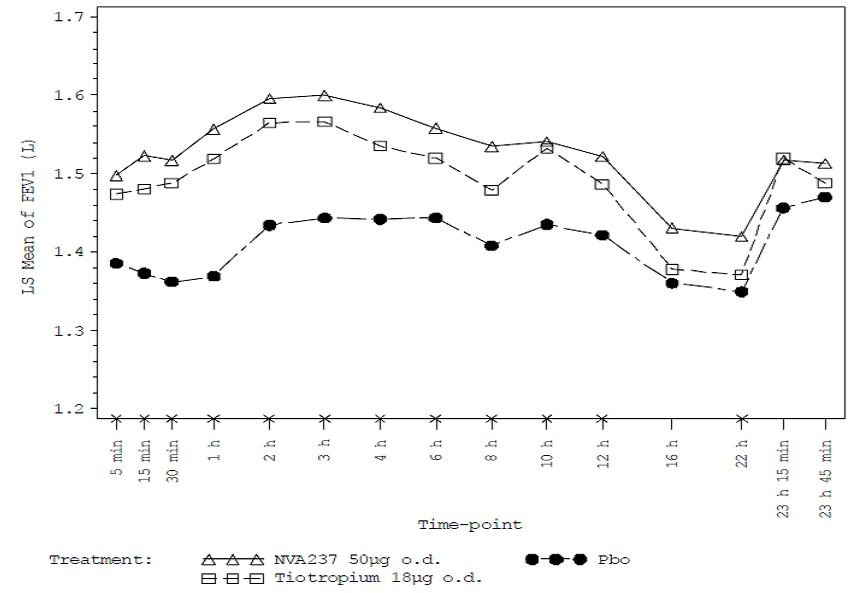 1.7
1.6
1.5
1.4
1.3
1.2
LS Mean of FEV1 (L)
5 min
15 min
30 min
1 h
2 h
3 h
4 h
6 h
8 h
10 h
12 h
16 h
22 h
23 h 15 min
23 h 45 min
Time-point
Treatment: NVA237 50µg o.d. Pbo
Tiotropium 18µg o.d.